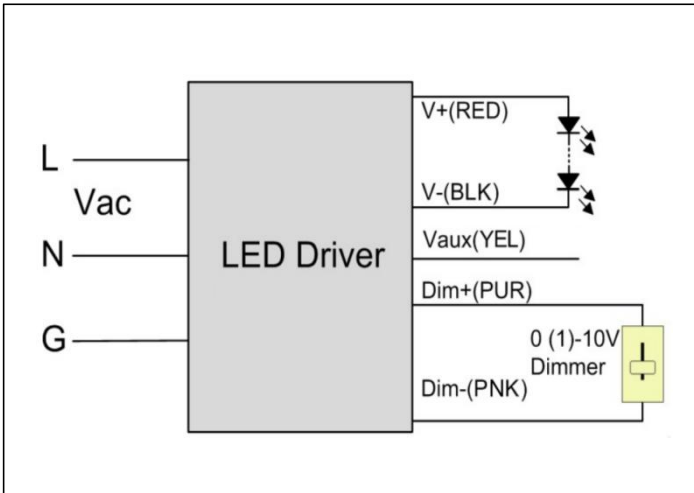 L
Vac
N
G
LED Driver
V+(RED)
V-(BLK)
Vaux(YEL)
Dim+(PUR)
0 (1)-10V
Dimmer
Dim-(PNK)